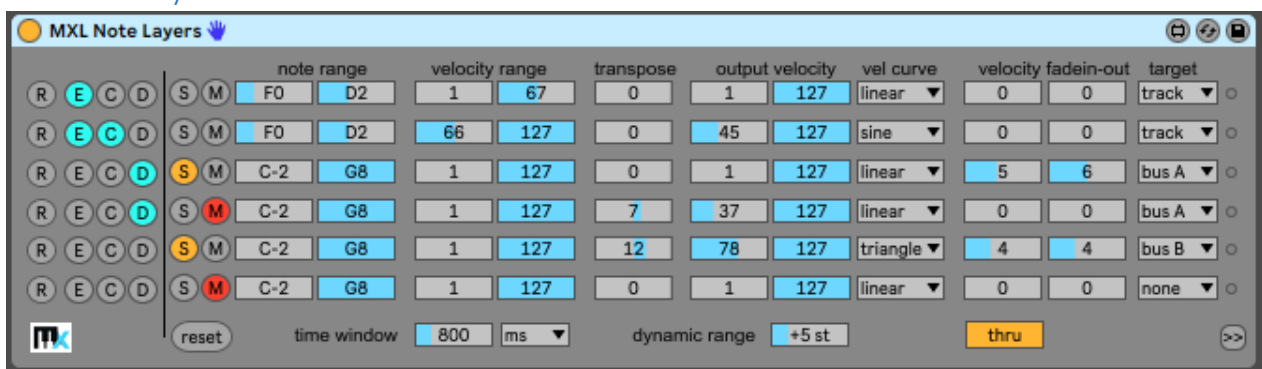 MXL Note Layers
note range velocity range transpose output velocity vel curve velocity fadein-out target
R E C D S M F0 D2 1 67 0 1 127 linear 0 0 track
R E C D S M F0 D2 66 127 0 45 127 sine 0 0 track
R E C D S M C-2 G8 1 127 0 1 127 linear 5 6 bus A
R E C D S M C-2 G8 1 127 7 37 127 linear 0 0 bus A
R E C D S M C-2 G8 1 127 12 78 127 triangle 4 4 bus B
R E C D S M C-2 G8 1 127 0 1 127 linear 0 0 none
mx reset time window 800 ms dynamic range +5 st thru >>